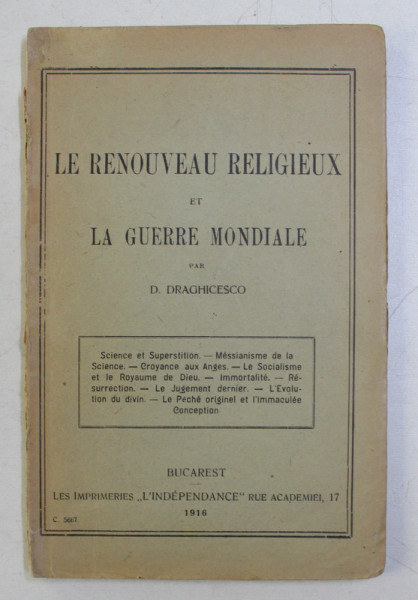 LE RENOUVEAU RELIGIEUX
ET
LA GUERRE MONDIALE
PAR
D. DRAGHICESCO
Science et Superstition. — Méssianisme de la
Science. — Croyance aux Anges. — Le Socialisme
et le Royaume de Dieu. — Immortalité. — Ré-
surrection. — Le Jugement dernier. — L'Evolu-
tion du divin. — Le Péché originel et l'Immaculée
Conception
BUCAREST
LES IMPRIMERIES „L'INDÉPENDANCE" RUE ACADEMIEI, 17
1916
C. 5667.